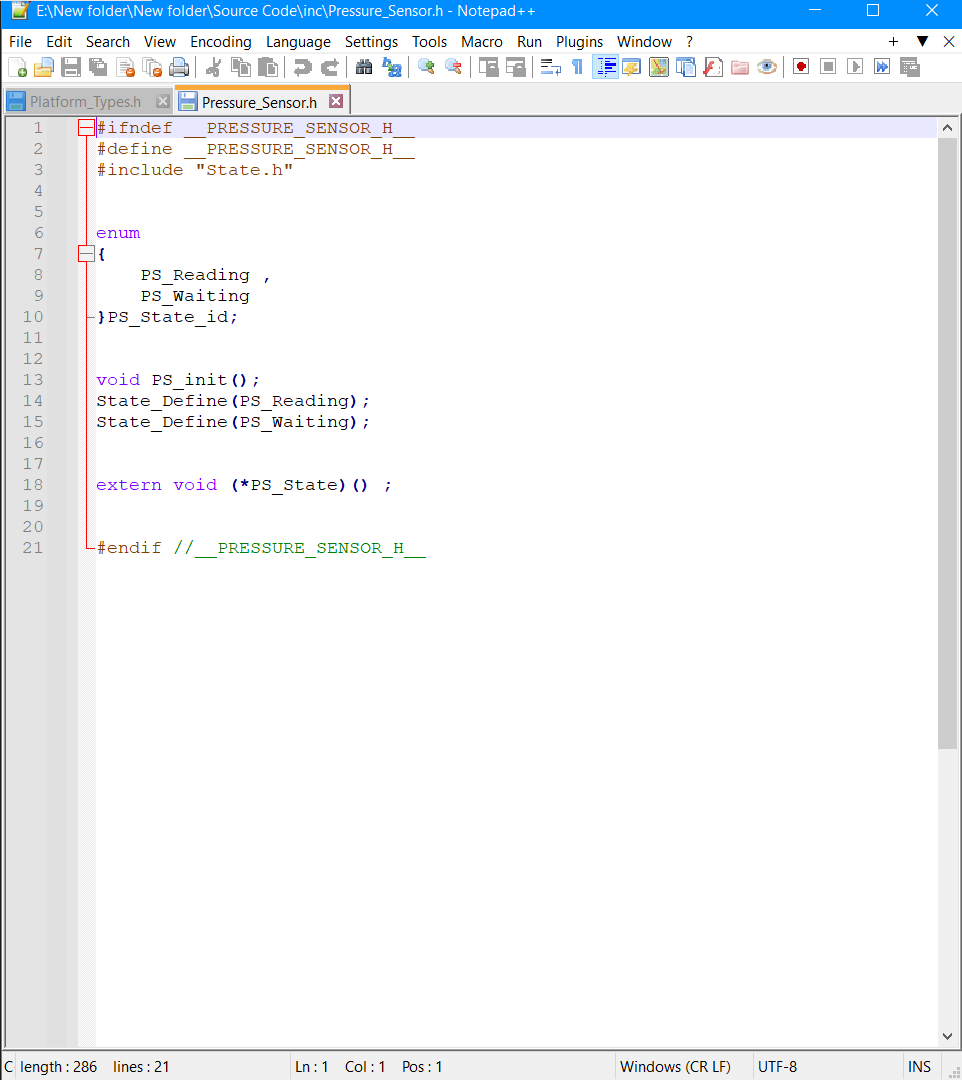 E:\New folder\New folder\Source Code\inc\Pressure_Sensor.h - Notepad++
File Edit Search View Encoding Language Settings Tools Macro Run Plugins Window ? + ▼ X
Platform_Types.h Pressure_Sensor.h
1 #ifndef __PRESSURE_SENSOR_H__
2 #define __PRESSURE_SENSOR_H__
3 #include "State.h"
4
5
6 enum
7 {
8 PS_Reading ,
9 PS_Waiting
10 }PS_State_id;
11
12
13 void PS_init();
14 State_Define(PS_Reading);
15 State_Define(PS_Waiting);
16
17
18 extern void (*PS_State)() ;
19
20
21 #endif //__PRESSURE_SENSOR_H__
C length : 286 lines : 21 Ln : 1 Col : 1 Pos : 1 Windows (CR LF) UTF-8 INS